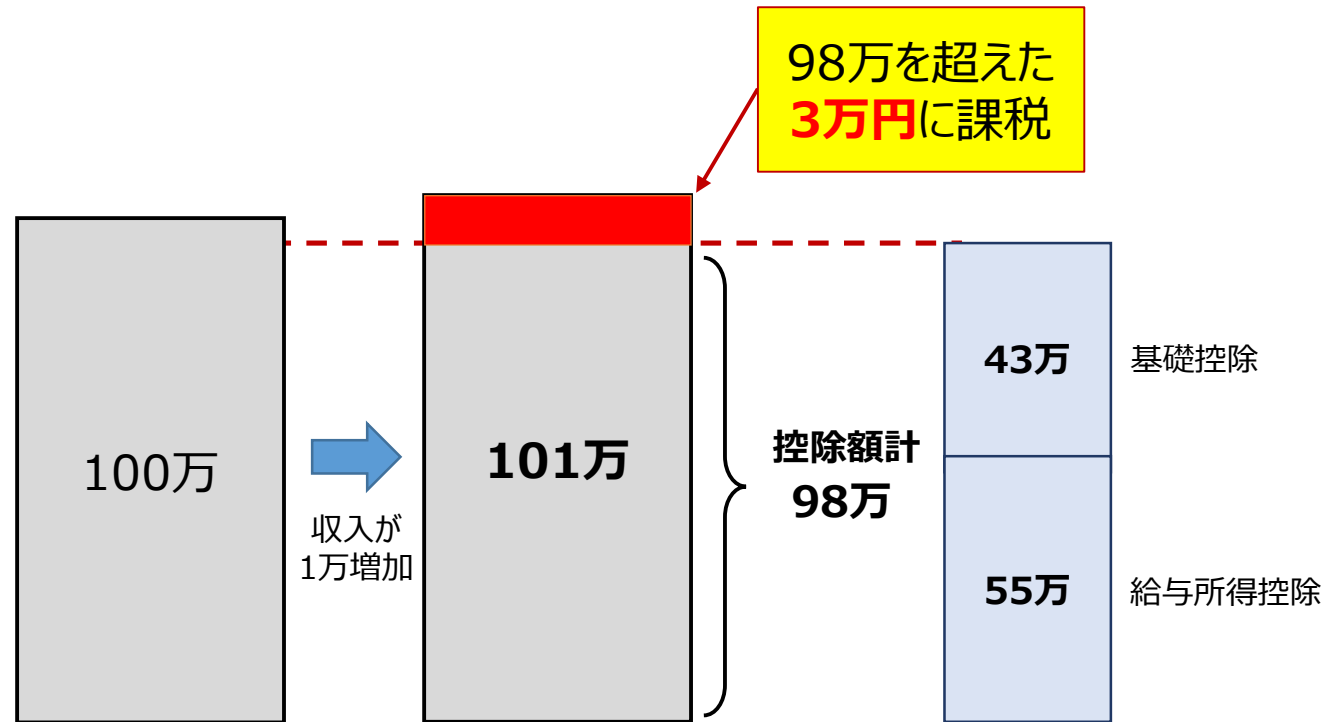 98万を超えた
3万円に課税
100万
収入が
1万増加
101万
控除額計
98万
43万
基礎控除
55万
給与所得控除